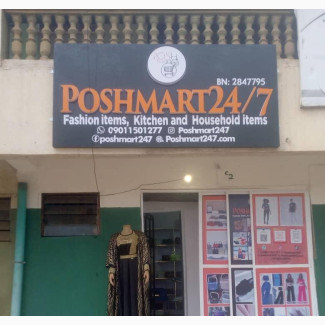 BN: 2847795
POSHMART24/7
Fashion items, Kitchen and Household items
09011501277 Poshmart247
poshmart247 Poshmart247.com